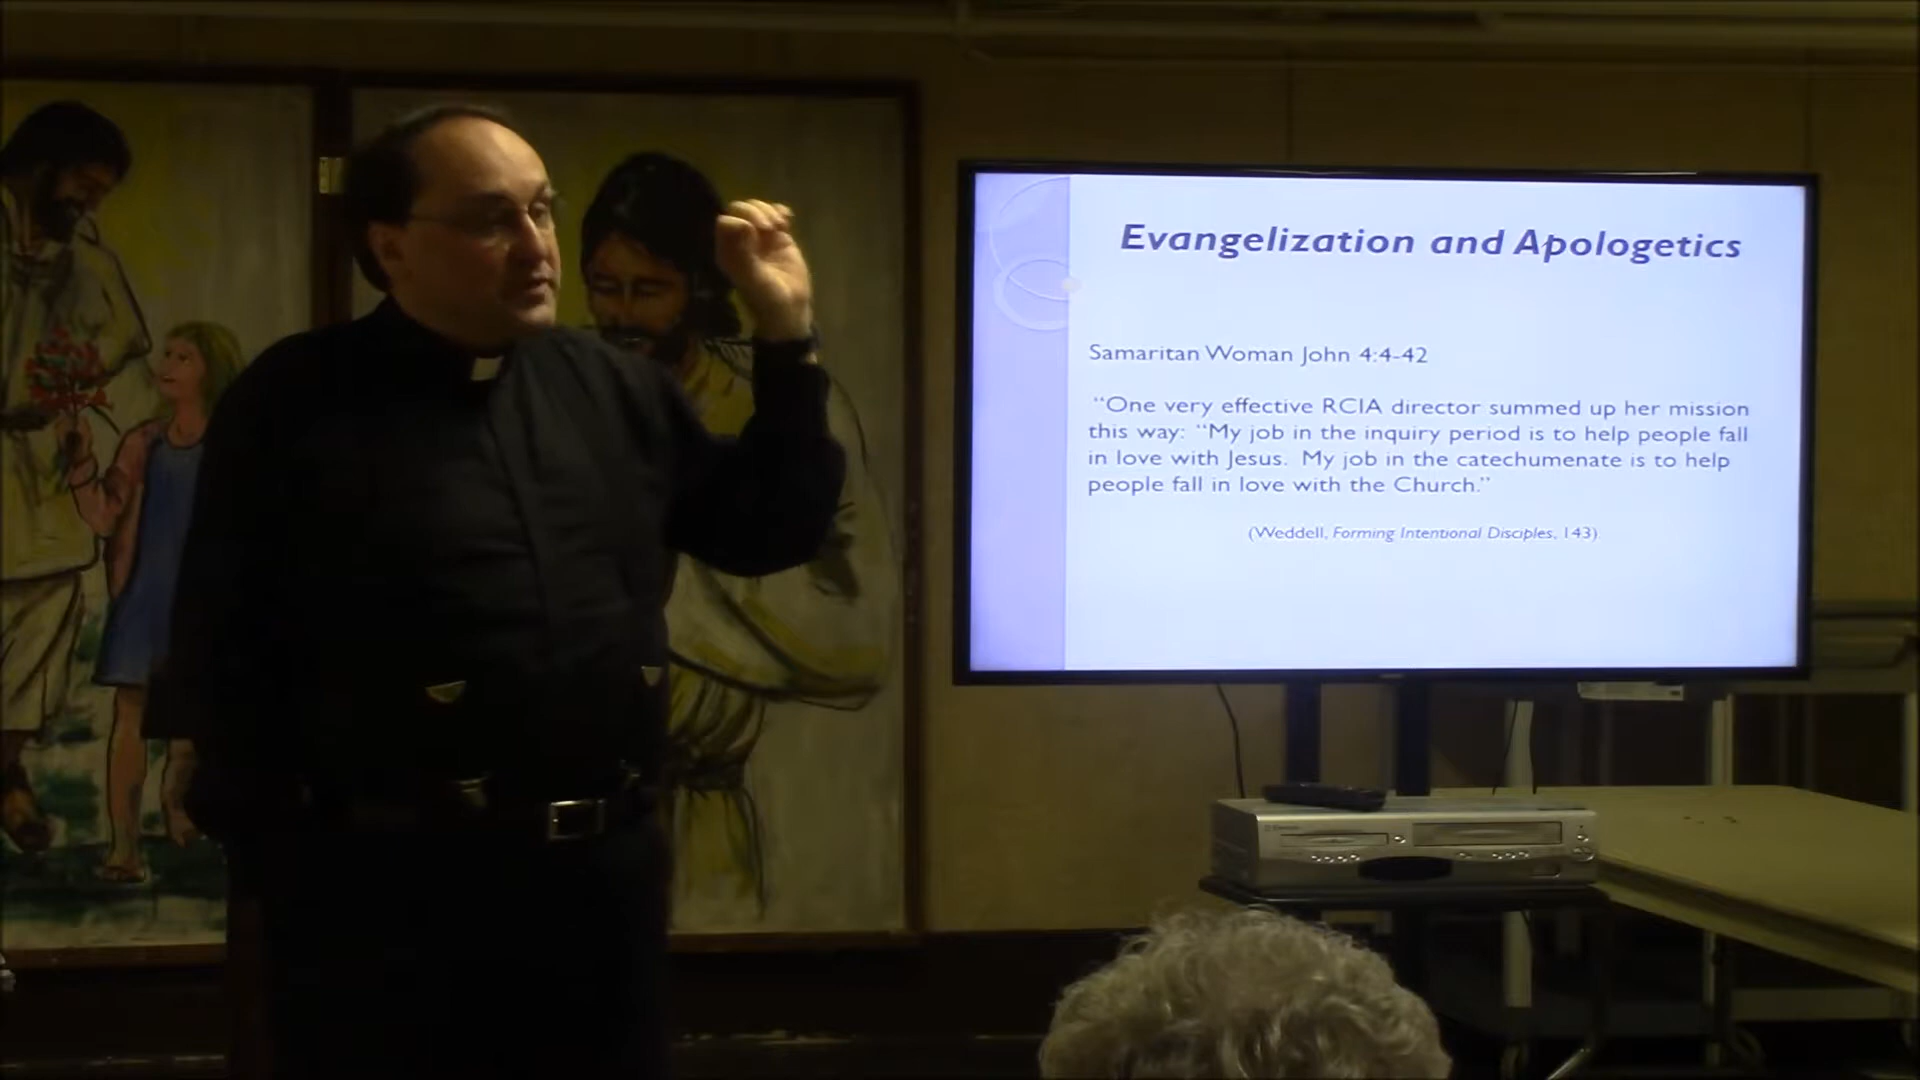 Evangelization and Apologetics
Samaritan Woman John 4:4-42
“One very effective RCIA director summed up her mission
this way: “My job in the inquiry period is to help people fall
in love with Jesus. My job in the catechumenate is to help
people fall in love with the Church.”
(Weddell, Forming Intentional Disciples, 143).